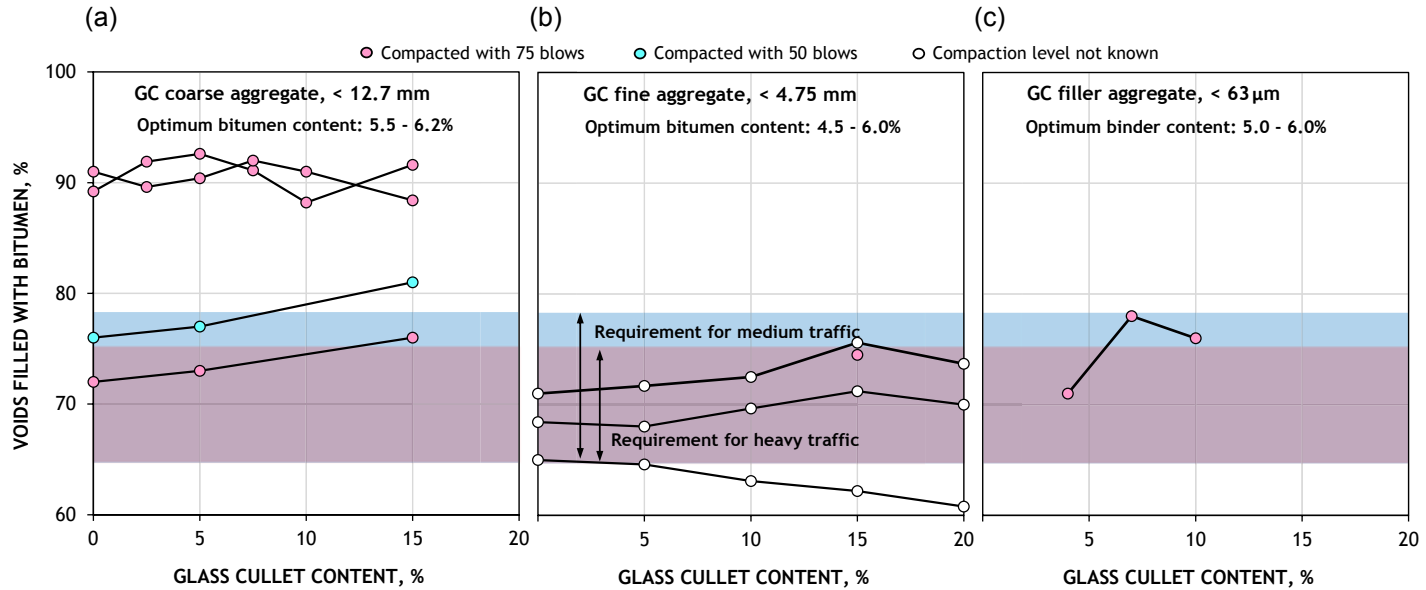 (a)
(b)
(c)
Compacted with 75 blows
Compacted with 50 blows
Compaction level not known
VOIDS FILLED WITH BITUMEN, %
100
90
80
70
60
GC coarse aggregate, < 12.7 mm
Optimum bitumen content: 5.5 - 6.2%
0
5
10
15
20
GLASS CULLET CONTENT, %
GC fine aggregate, < 4.75 mm
Optimum bitumen content: 4.5 - 6.0%
Requirement for medium traffic
Requirement for heavy traffic
5
10
15
20
GLASS CULLET CONTENT, %
GC filler aggregate, < 63µm
Optimum binder content: 5.0 - 6.0%
5
10
15
20
GLASS CULLET CONTENT, %